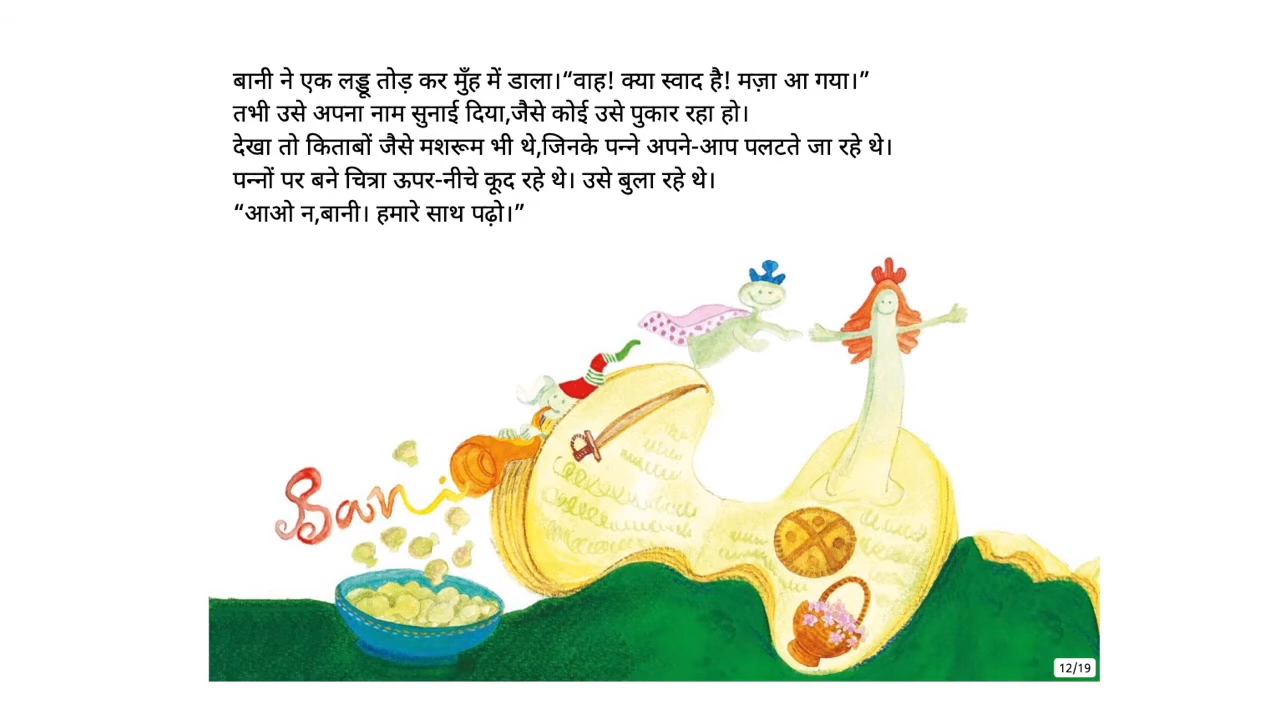 बानी ने एक लड्डू तोड़ कर मुँह में डाला।“वाह! क्या स्वाद है! मज़ा आ गया।”
तभी उसे अपना नाम सुनाई दिया,जैसे कोई उसे पुकार रहा हो।
देखा तो किताबों जैसे मशरूम भी थे,जिनके पन्ने अपने-आप पलटते जा रहे थे।
पन्नों पर बने चित्रा ऊपर-नीचे कूद रहे थे। उसे बुला रहे थे।
“आओ न,बानी। हमारे साथ पढ़ो।”
Bani
12/19